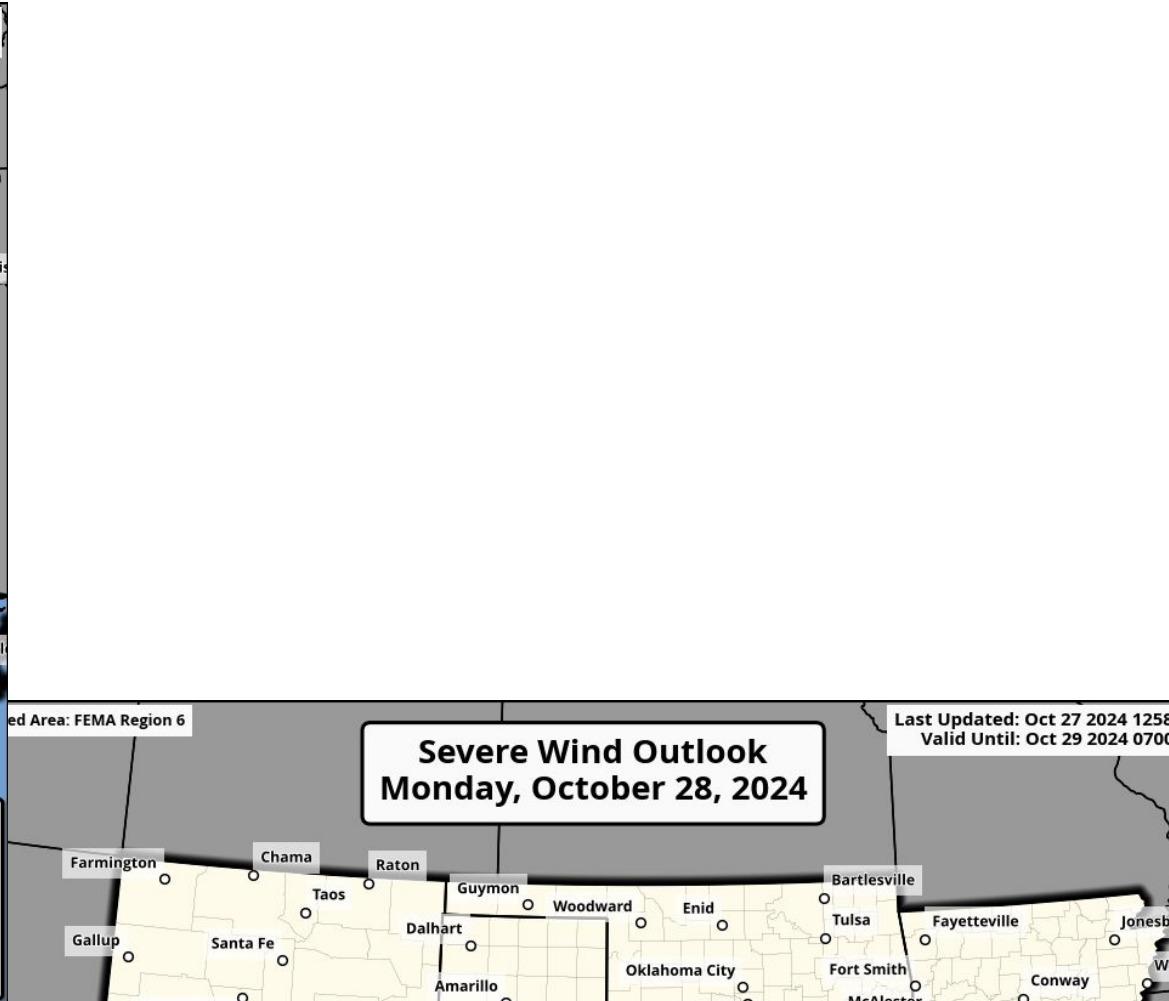 ed Area: FEMA Region 6
Severe Wind Outlook
Monday, October 28, 2024
Last Updated: Oct 27 2024 1258
Valid Until: Oct 29 2024 0700
Farmington
Chama
Raton
Taos
Guymon
Woodward
Enid
Bartlesville
Tulsa
Fayetteville
Jonesb
Gallup
Santa Fe
Dalhart
Amarillo
Oklahoma City
Fort Smith
McAlester
Conway
W